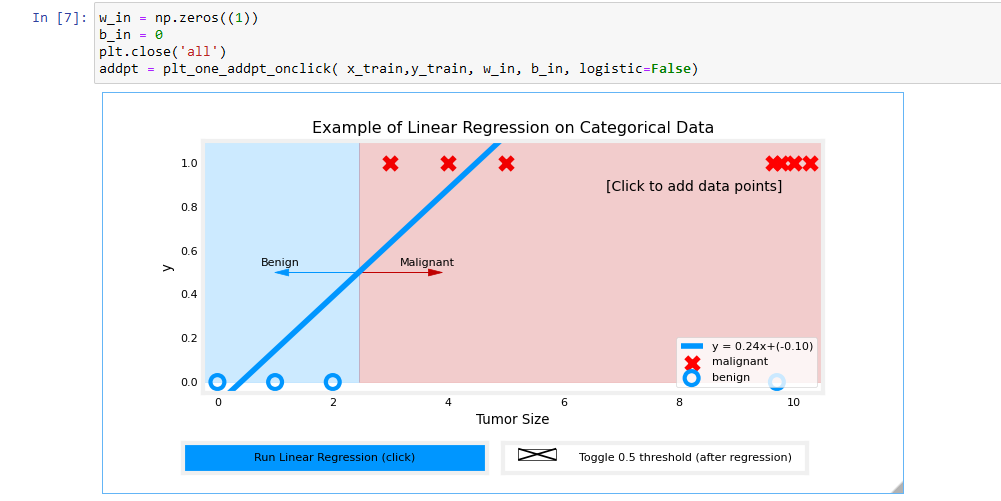 In [7]: w_in = np.zeros((1))
b_in = 0
plt.close('all')
addpt = plt_one_addpt_onclick( x_train,y_train, w_in, b_in, logistic=False)
Example of Linear Regression on Categorical Data
1.0
[Click to add data points]
0.8
0.6
Benign Malignant
y
0.4
0.2
y = 0.24x+(-0.10)
malignant
benign
0.0
0 2 4 6 8 10
Tumor Size
Run Linear Regression (click) Toggle 0.5 threshold (after regression)